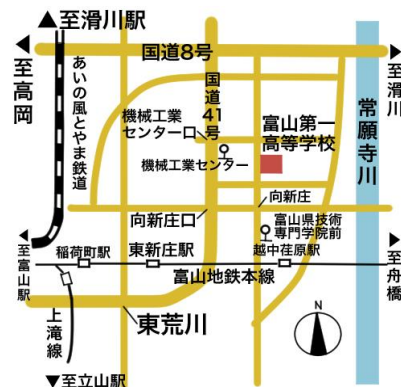 ▲至滑川駅
国道8号
◀至高岡
▶至滑川
あいの風とやま鉄道
国道41号
機械工業
センター口
機械工業センター
富山第一
高等学校
常願寺川
向新庄
向新庄口
富山県技術
専門学院前
稲荷町駅
東新庄駅
越中荏原駅
◀至富山駅
富山地鉄本線
▶至舟橋
上滝線
東荒川
N
▼至立山駅